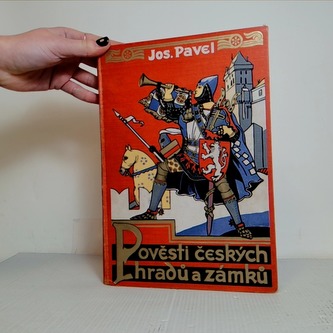 Jos. Pavel
Pověsti českých
hradů a zámků